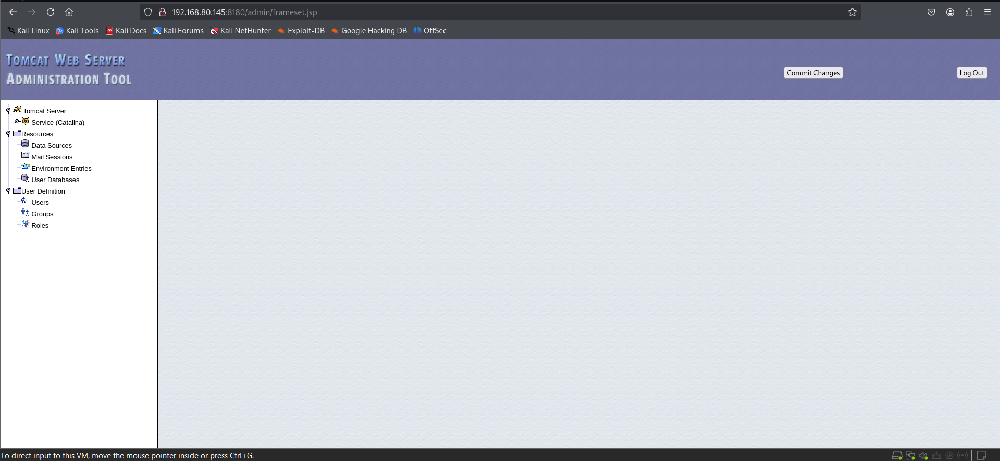 192.168.80.145:8180/admin/frameset.jsp
Kali Linux Kali Tools Kali Docs Kali Forums Kali NetHunter Exploit-DB Google Hacking DB OffSec
TOMCAT WEB SERVER
ADMINISTRATION TOOL
Commit Changes Log Out
Tomcat Server
Service (Catalina)
Resources
Data Sources
Mail Sessions
Environment Entries
User Databases
User Definition
Users
Groups
Roles
To direct input to this VM, move the mouse pointer inside or press Ctrl+G.